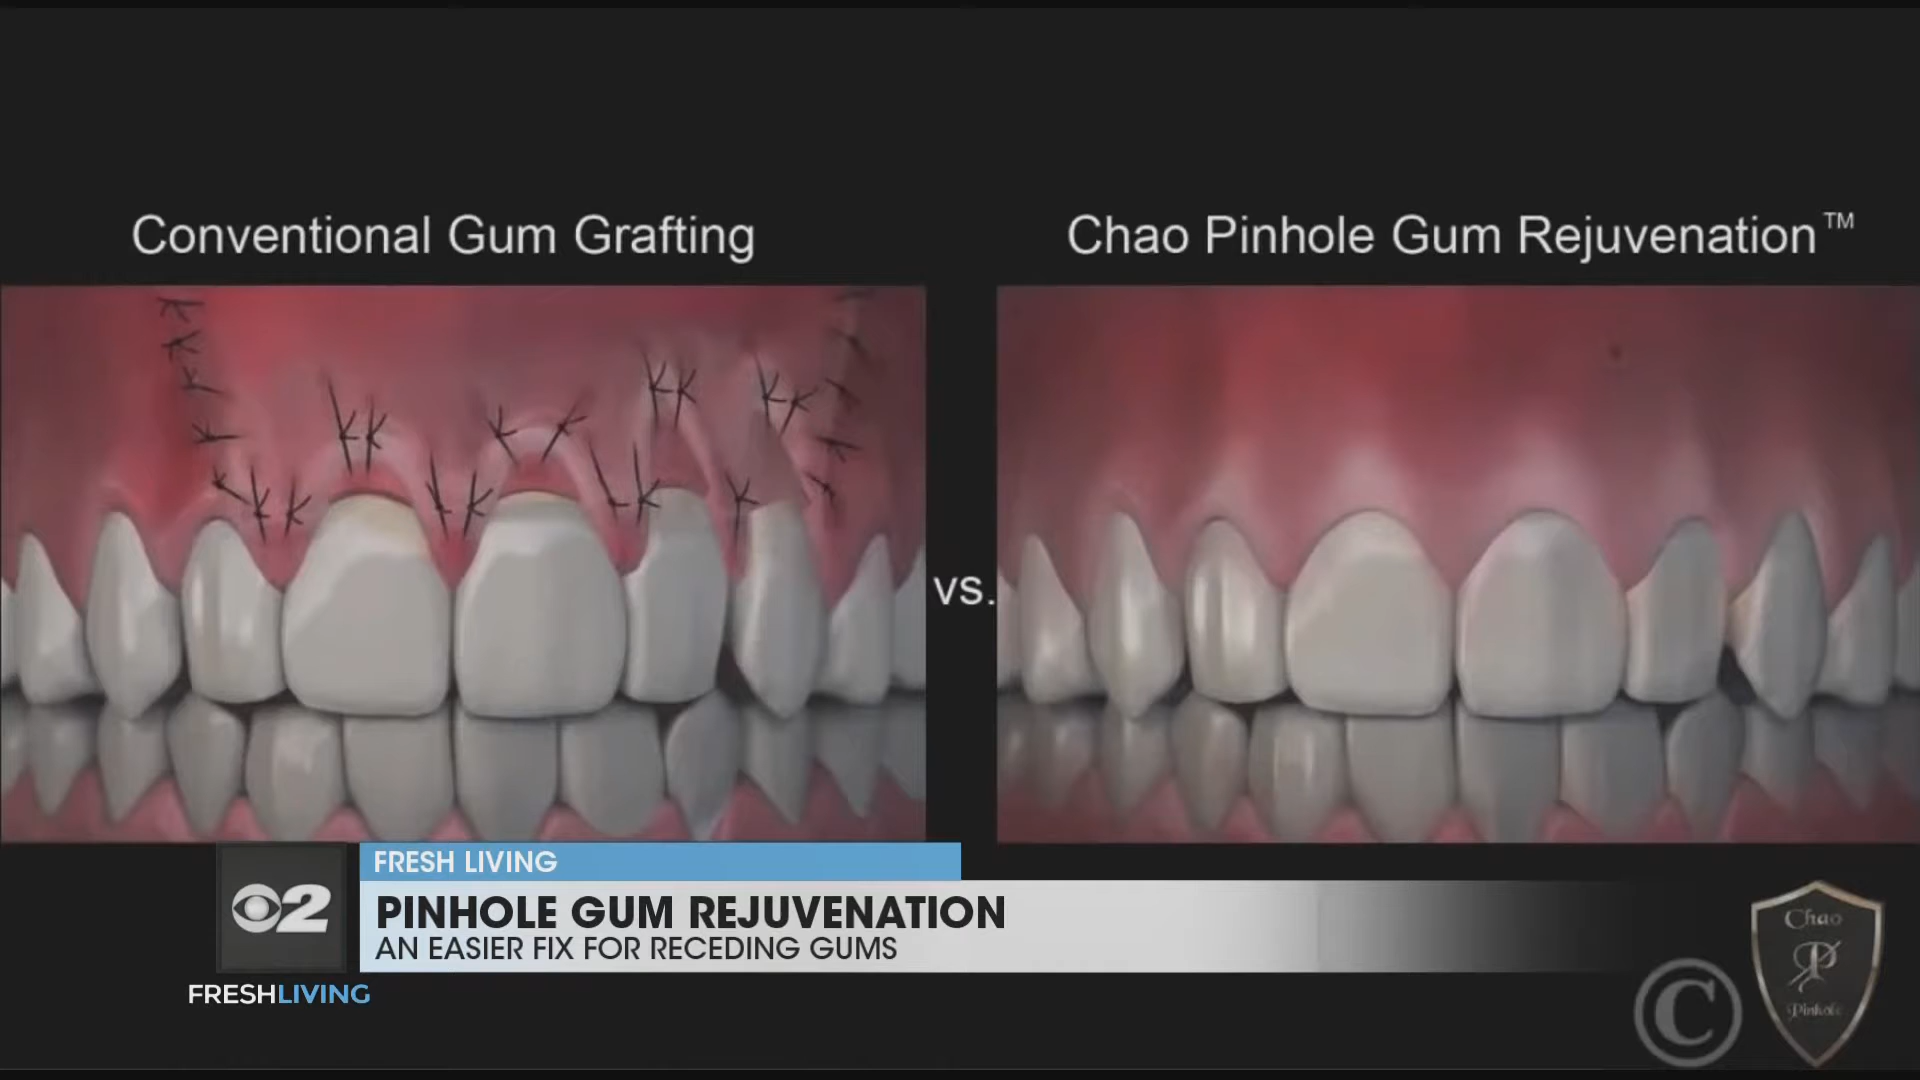 Conventional Gum Grafting
Chao Pinhole Gum Rejuvenation™
vs.
FRESH LIVING
2
PINHOLE GUM REJUVENATION
AN EASIER FIX FOR RECEDING GUMS
FRESHLIVING
©
Chao
P
Pinhole